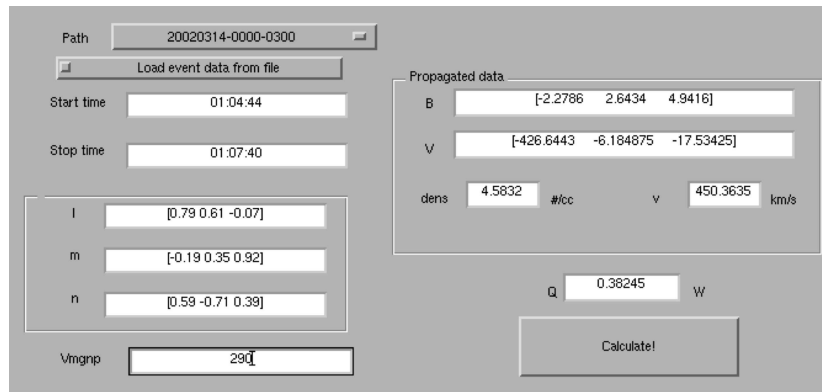 Path 20020314-0000-0300
Load event data from file
Start time 01:04:44
Stop time 01:07:40
l [0.79 0.61 -0.07]
m [-0.19 0.35 0.92]
n [0.59 -0.71 0.39]
Vmgnp 290
Propagated data
B [-2.2786 2.6434 4.9416]
V [-426.6443 -6.184875 -17.53425]
dens 4.5832 #/cc v 450.3635 km/s
Q 0.38245 W
Calculate!